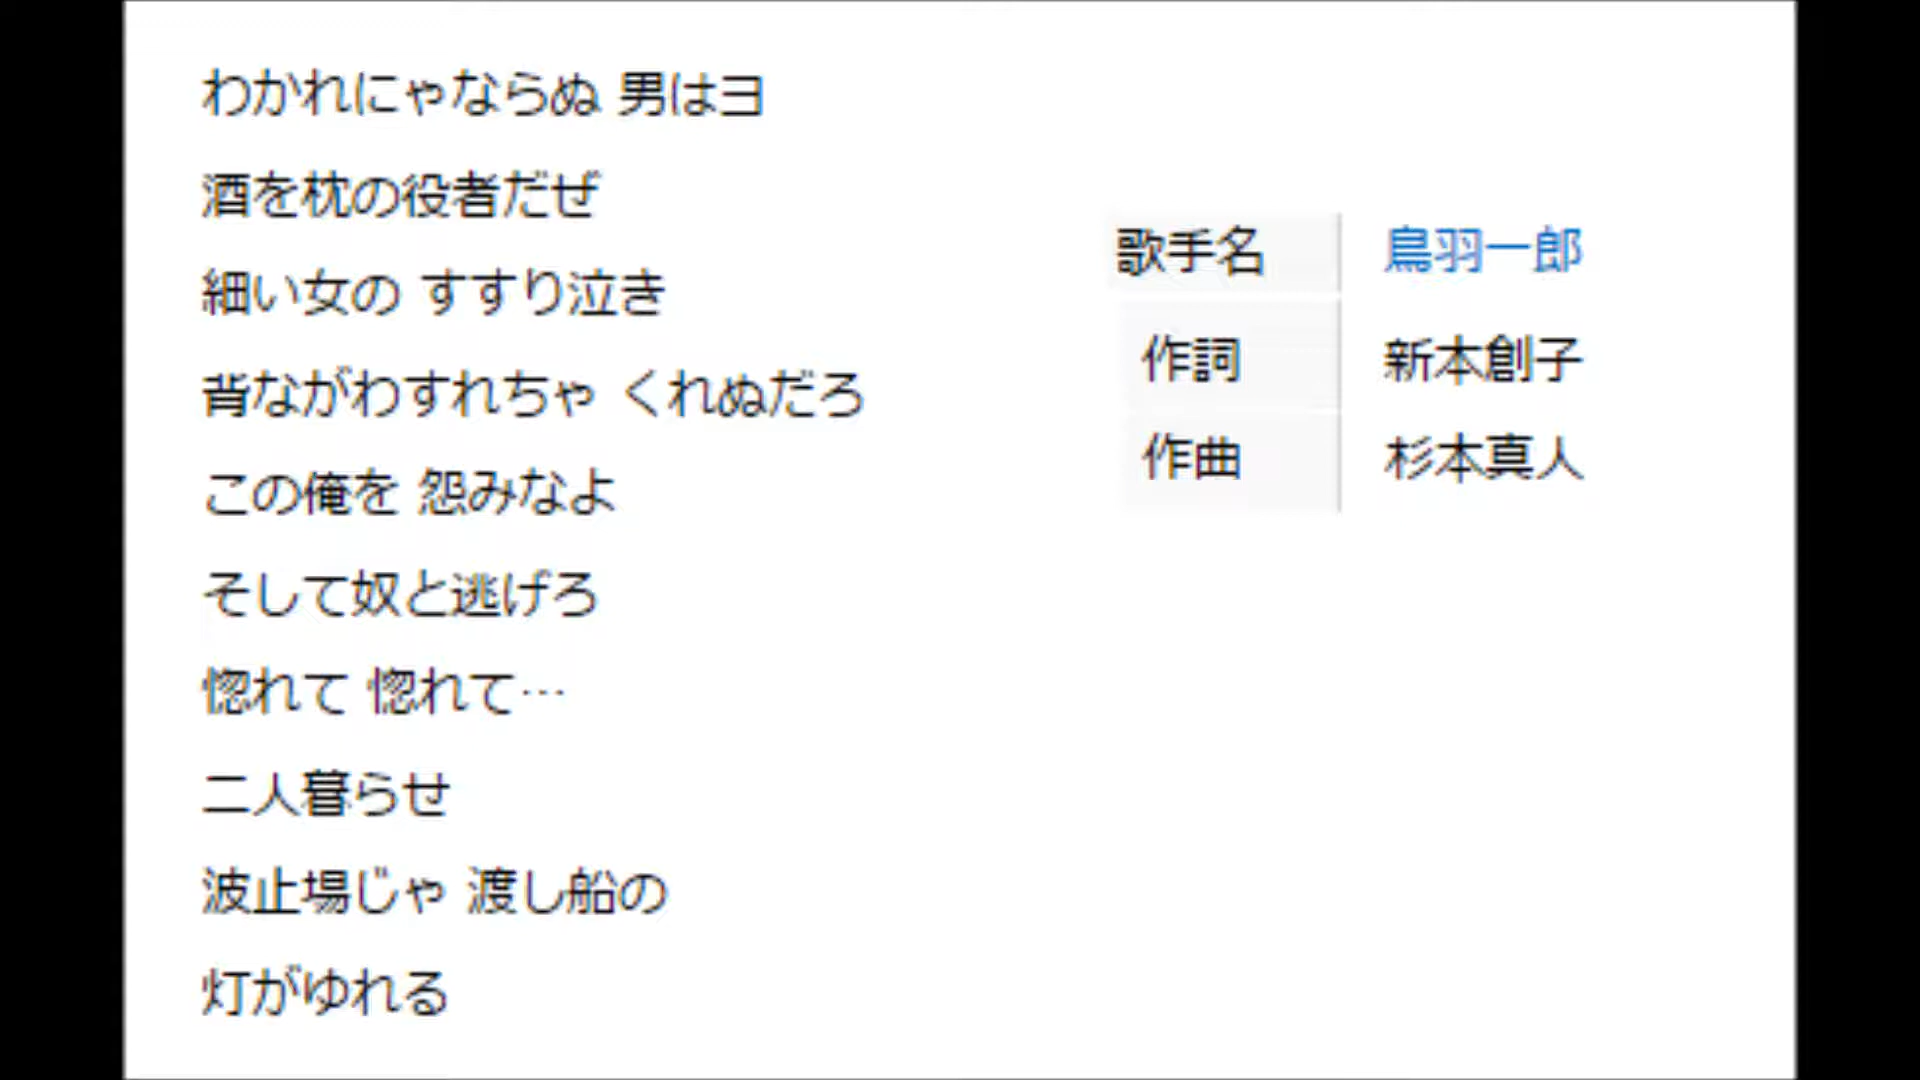 わかれにゃならぬ 男はヨ
酒を枕の役者だぜ
細い女の すすり泣き
背ながわすれちゃ くれぬだろ
この俺を 怨みなよ
そして奴と逃げろ
惚れて 惚れて…
二人暮らせ
波止場じゃ 渡し船の
灯がゆれる
歌手名 鳥羽一郎
作詞 新本創子
作曲 杉本真人